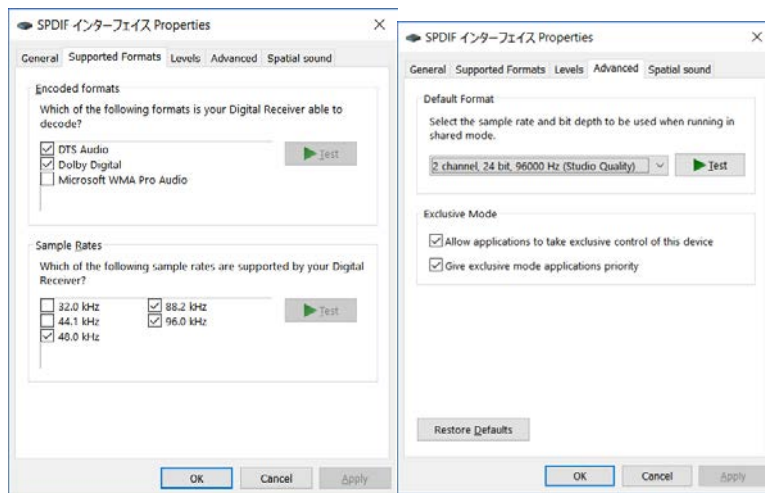 SPDIF インターフェイス Properties
General Supported Formats Levels Advanced Spatial sound
Encoded formats
Which of the following formats is your Digital Receiver able to
decode?
DTS Audio
Dolby Digital
Microsoft WMA Pro Audio
Test
Sample Rates
Which of the following sample rates are supported by your Digital
Receiver?
32.0 kHz
88.2 kHz
44.1 kHz
96.0 kHz
48.0 kHz
Test
OK Cancel Apply
SPDIF インターフェイス Properties
General Supported Formats Levels Advanced Spatial sound
Default Format
Select the sample rate and bit depth to be used when running in
shared mode.
2 channel, 24 bit, 96000 Hz (Studio Quality)
Test
Exclusive Mode
Allow applications to take exclusive control of this device
Give exclusive mode applications priority
Restore Defaults
OK Cancel Apply